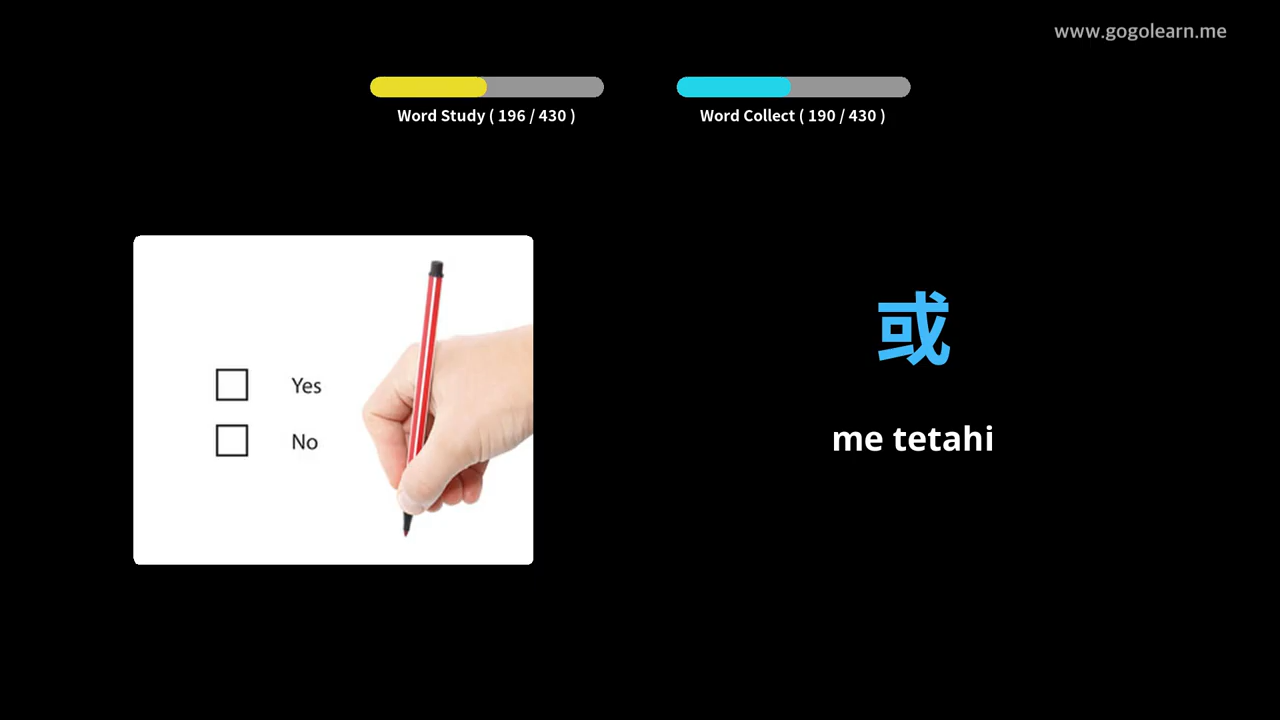 www.gogolearn.me
Word Study ( 196 / 430 )
Word Collect ( 190 / 430 )
Yes
No
或
me tetahi